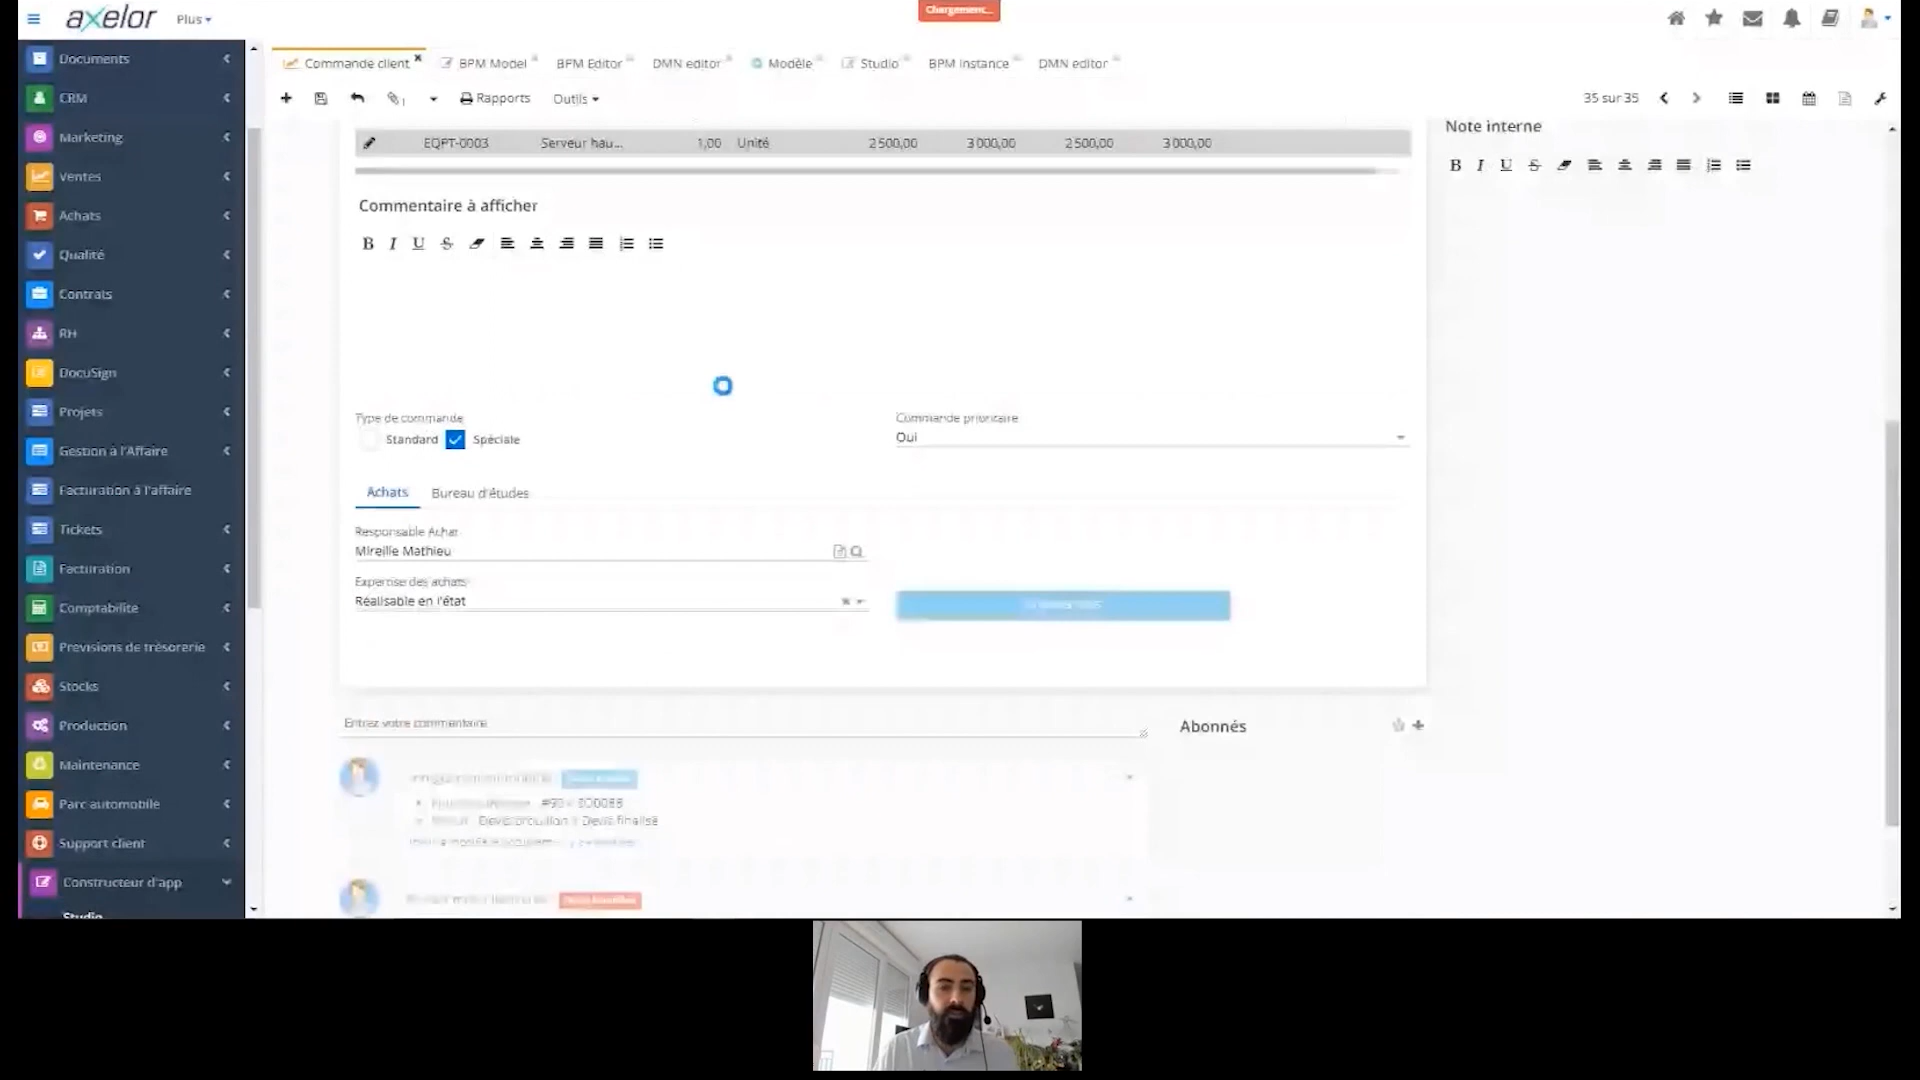 axelor
Plus
Chargement...
Documents
CRM
Marketing
Ventes
Achats
Qualité
Contrats
RH
DocuSign
Projets
Gestion à l'Affaire
Facturation à l'affaire
Tickets
Facturation
Comptabilite
Previsions de trésorerie
Stocks
Production
Maintenance
Parc automobile
Support client
Constructeur d'app
Studio
Commande client
BPM Model
BPM Editor
DMN editor
Modèle
Studio
BPM Instance
DMN editor
Rapports
Outils
35 sur 35
EQPT-0003 Serveur hau... 1,00 Unité 2 500,00 3 000,00 2 500,00 3 000,00
Commentaire à afficher
B I U S
Type de commande
Standard Spéciale
Commande prioritaire
Oui
Achats Bureau d'études
Responsable Achat
Mireille Mathieu
Expertise des achats
Réalisable en l'état
Entrez votre commentaire
Devis finalisé
Abonnés
Note interne
B I U S